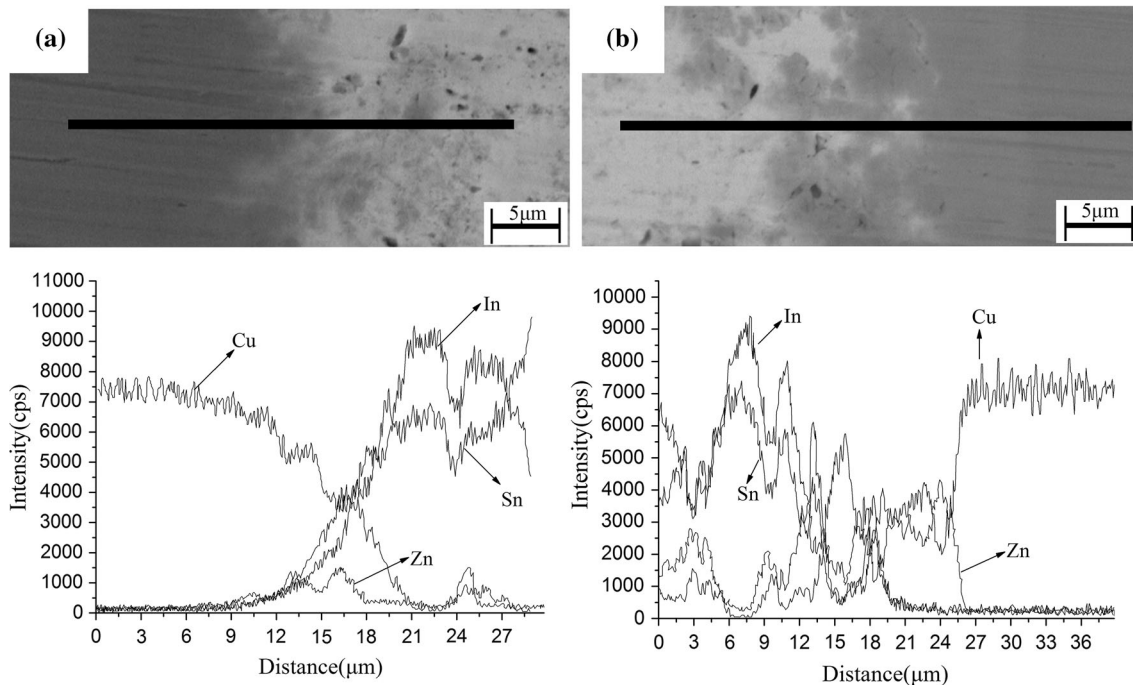 (a)
(b)
5μm
5μm
11000
10000
9000
8000
7000
6000
5000
4000
3000
2000
1000
0
Intensity(cps)
Cu
In
Sn
Zn
0 3 6 9 12 15 18 21 24 27
Distance(μm)
10000
9000
8000
7000
6000
5000
4000
3000
2000
1000
0
Intensity(cps)
In
Sn
Cu
Zn
0 3 6 9 12 15 18 21 24 27 30 33 36
Distance(μm)